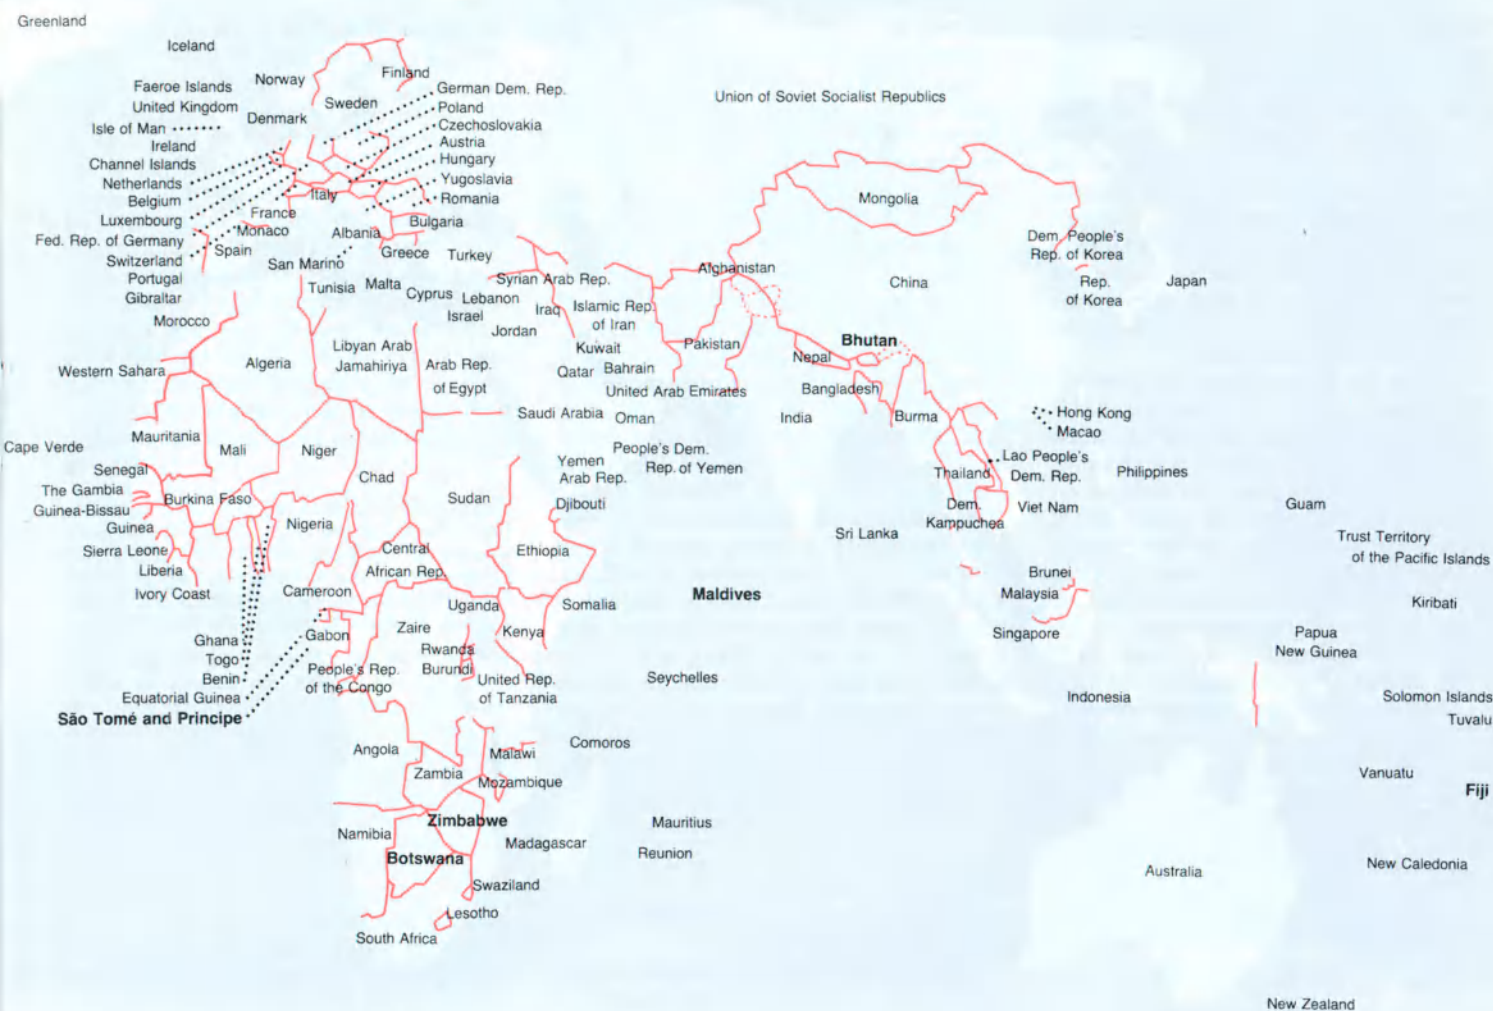 Greenland
Iceland
Faeroe Islands
Norway
Finland
United Kingdom
Sweden
Denmark
Isle of Man
Ireland
Channel Islands
Netherlands
Belgium
Luxembourg
Fed. Rep. of Germany
Switzerland
Portugal
Gibraltar
German Dem. Rep.
Poland
Czechoslovakia
Austria
Hungary
Yugoslavia
Romania
Italy
France
Monaco
Spain
San Marino
Albania
Bulgaria
Greece
Turkey
Union of Soviet Socialist Republics
Mongolia
Dem. People's
Rep. of Korea
Rep.
of Korea
Japan
China
Afghanistan
Syrian Arab Rep.
Tunisia
Malta
Cyprus
Lebanon
Israel
Iraq
Islamic Rep.
of Iran
Jordan
Morocco
Kuwait
Pakistan
Nepal
Bhutan
Algeria
Libyan Arab
Jamahiriya
Arab Rep.
of Egypt
Western Sahara
Qatar
Bahrain
United Arab Emirates
Bangladesh
Saudi Arabia
Oman
India
Burma
Hong Kong
Macao
Cape Verde
Mauritania
Mali
Niger
Chad
Sudan
Yemen
Arab Rep.
People's Dem.
Rep. of Yemen
Thailand
Lao People's
Dem. Rep.
Philippines
Senegal
The Gambia
Guinea-Bissau
Guinea
Burkina Faso
Nigeria
Djibouti
Dem.
Kampuchea
Viet Nam
Guam
Sierra Leone
Liberia
Ivory Coast
Central
African Rep.
Ethiopia
Sri Lanka
Trust Territory
of the Pacific Islands
Cameroon
Uganda
Somalia
Maldives
Brunei
Malaysia
Kiribati
Ghana
Togo
Benin
Equatorial Guinea
São Tomé and Principe
Gabon
Zaire
Kenya
Singapore
Papua
New Guinea
Rwanda
Burundi
People's Rep.
of the Congo
United Rep.
of Tanzania
Seychelles
Indonesia
Solomon Islands
Tuvalu
Angola
Malawi
Comoros
Zambia
Mozambique
Vanuatu
Fiji
Zimbabwe
Namibia
Madagascar
Mauritius
Reunion
Botswana
Australia
New Caledonia
Swaziland
Lesotho
South Africa
New Zealand